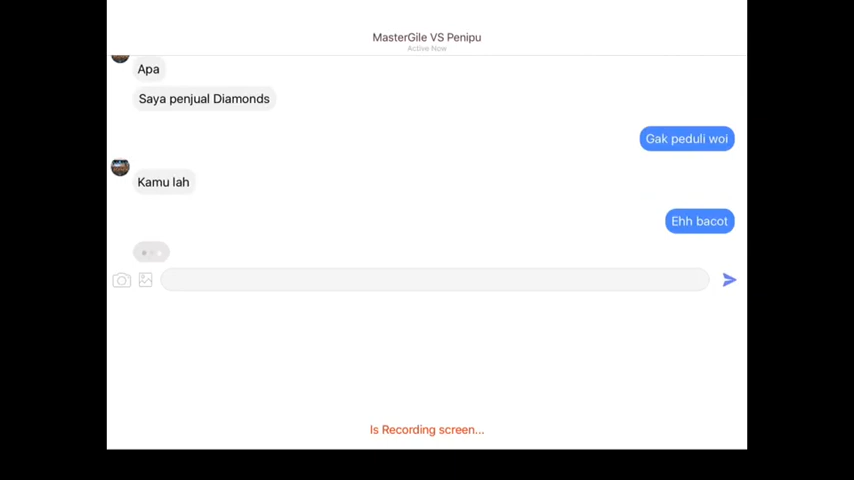 MasterGile VS Penipu
Active Now
Apa
Saya penjual Diamonds
Gak peduli woi
Kamu lah
Ehh bacot
Is Recording screen...